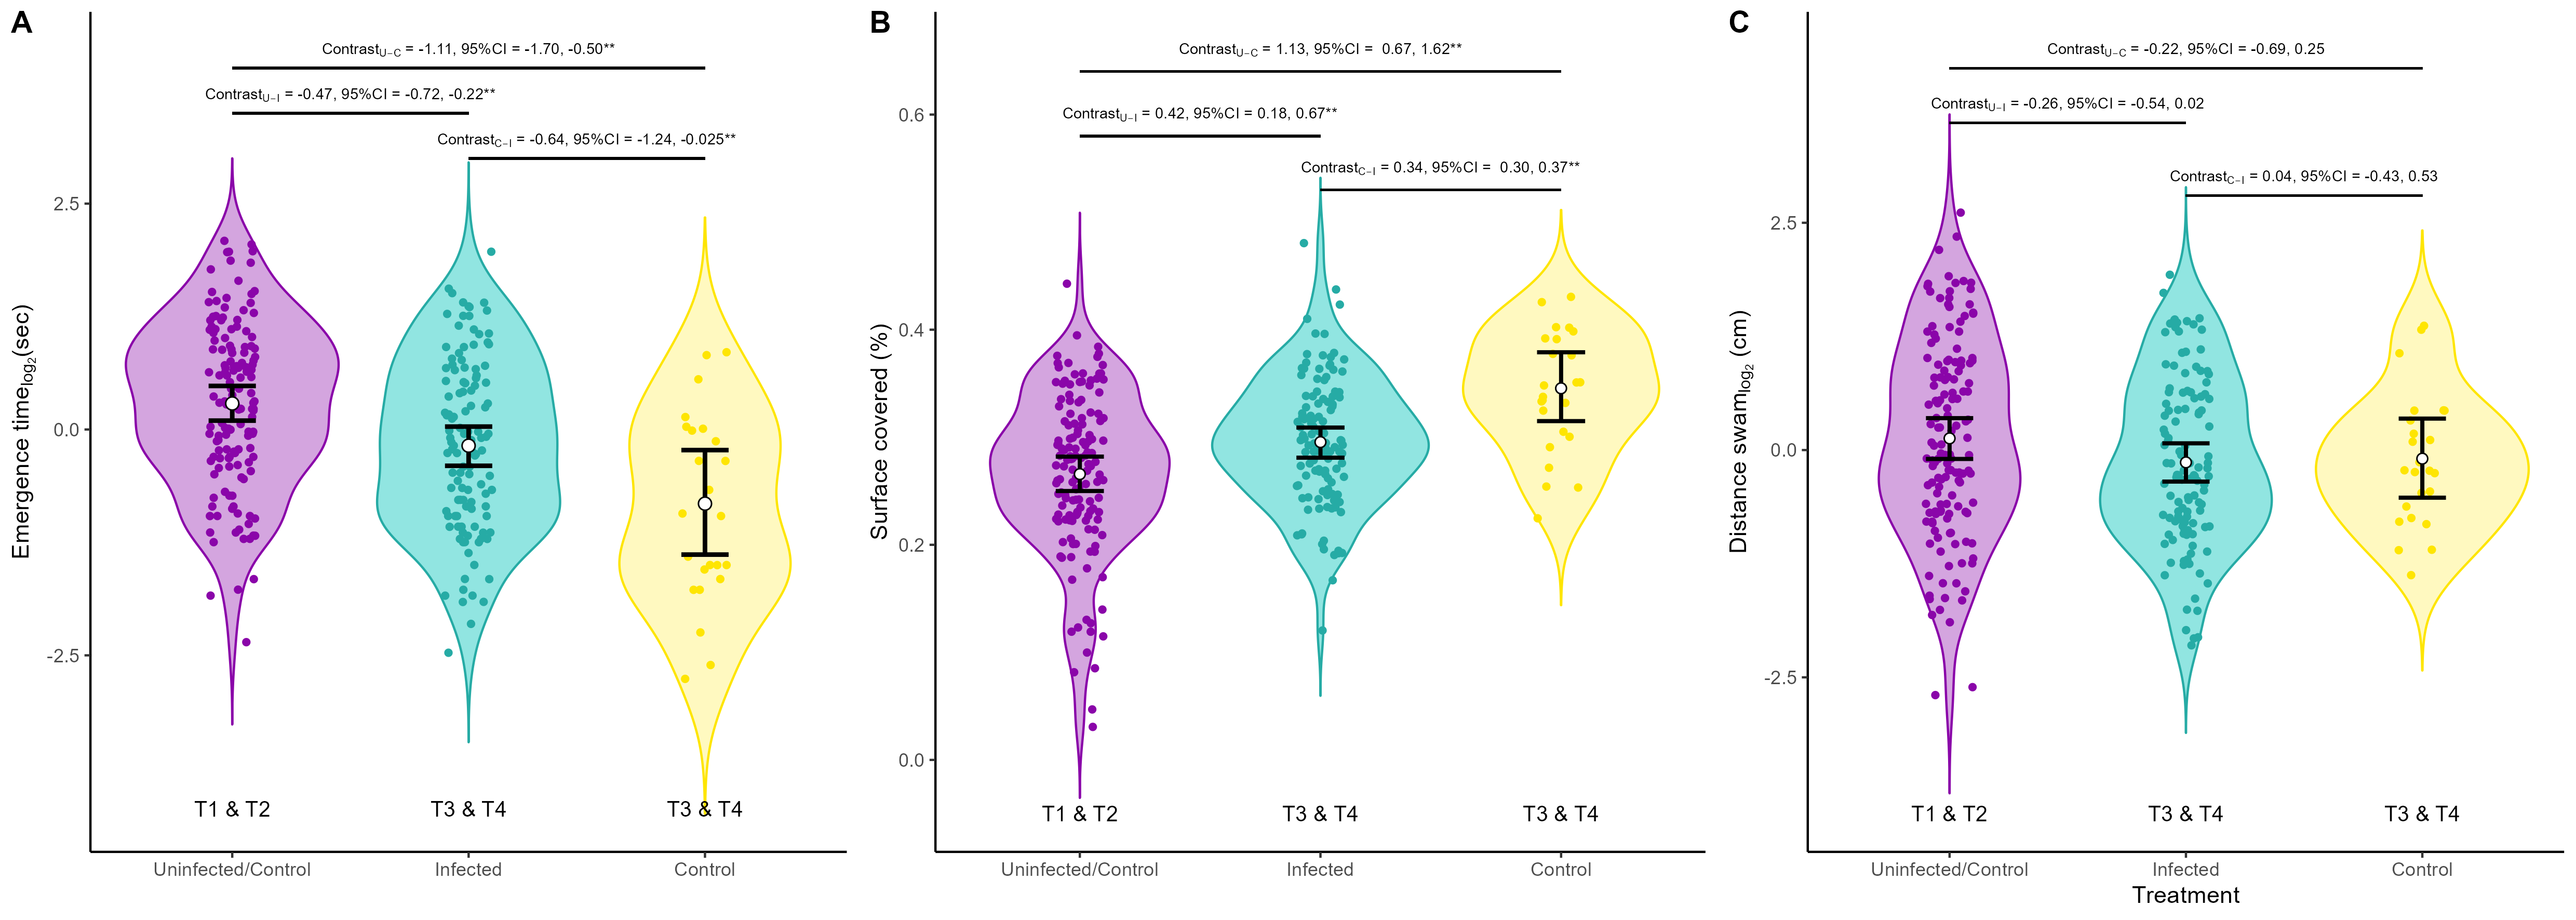 A
Contrast_U−C = -1.11, 95%CI = -1.70, -0.50**
Contrast_U−I = -0.47, 95%CI = -0.72, -0.22**
Contrast_C−I = -0.64, 95%CI = -1.24, -0.025**
Emergence time_log2(sec)
2.5
0.0
-2.5
T1 & T2
T3 & T4
T3 & T4
Uninfected/Control
Infected
Control
B
Contrast_U−C = 1.13, 95%CI =  0.67, 1.62**
Contrast_U−I = 0.42, 95%CI = 0.18, 0.67**
Contrast_C−I = 0.34, 95%CI =  0.30, 0.37**
Surface covered (%)
0.6
0.4
0.2
0.0
T1 & T2
T3 & T4
T3 & T4
Uninfected/Control
Infected
Control
C
Contrast_U−C = -0.22, 95%CI = -0.69, 0.25
Contrast_U−I = -0.26, 95%CI = -0.54, 0.02
Contrast_C−I = 0.04, 95%CI = -0.43, 0.53
Distance swam_log2 (cm)
2.5
0.0
-2.5
T1 & T2
T3 & T4
T3 & T4
Uninfected/Control
Infected
Control
Treatment